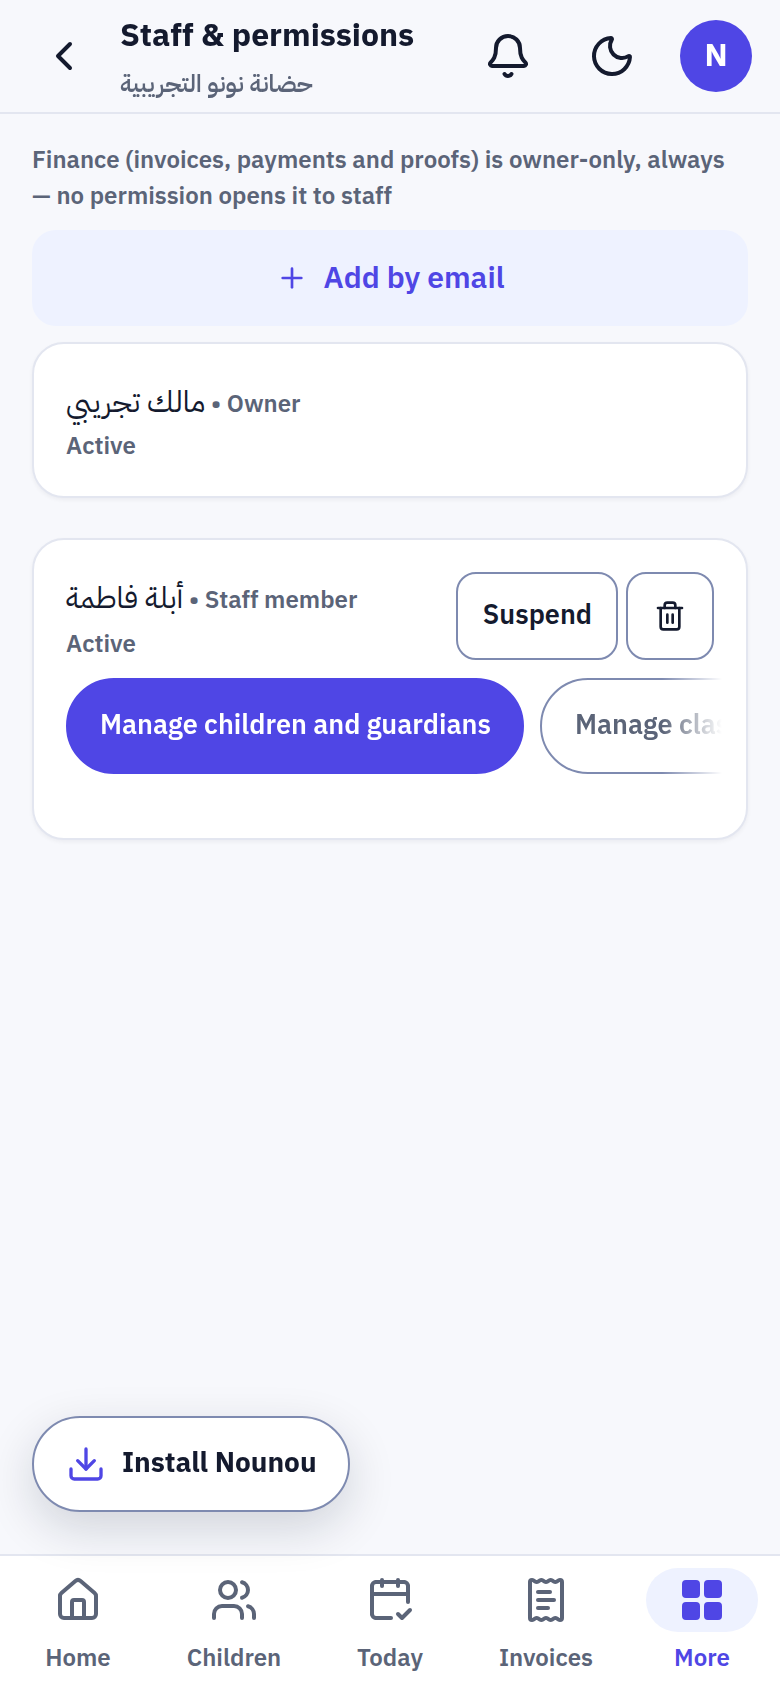 Staff & permissions
حضانة نونو التجريبية
N
Finance (invoices, payments and proofs) is owner-only, always
— no permission opens it to staff
Add by email
مالك تجريبي • Owner
Active
أبلة فاطمة • Staff member
Suspend
Active
Manage children and guardians
Manage
Install Nounou
Home
Children
Today
Invoices
More